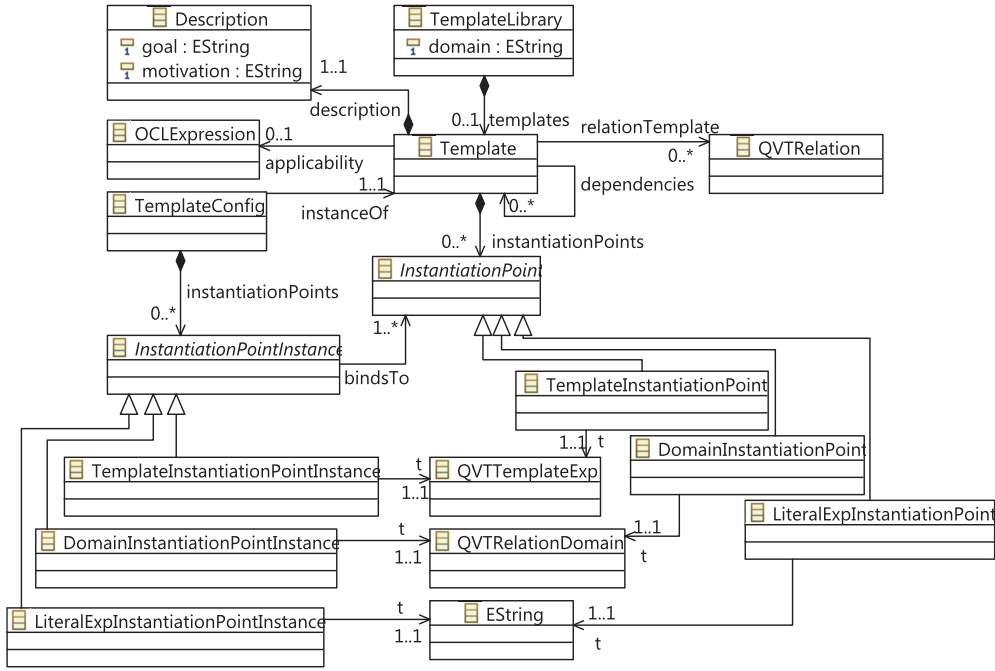 Description
TemplateLibrary
goal : EString
domain : EString
1
1
motivation : EString
1
1..1
description
0..1 templates
OCLExpression
0..1
relationTemplate
Template
QVTRelation
applicability
0..*
1..1
dependencies
TemplateConfig
0..*
instanceOf
0..*
instantiationPoints
InstantiationPoint
instantiationPoints
0..*
1..*
InstantiationPointInstance
bindsTo
TemplateInstantiationPoint
1..1 t
DomainInstantiationPoint
TemplateInstantiationPointInstance
t
QVTTemplateExp
1..1
LiteralExpInstantiationPoint
1..1
t
DomainInstantiationPointInstance
QVTRelationDomain
1..1
t
t
1..1
LiteralExpInstantiationPointInstance
EString
1..1
t